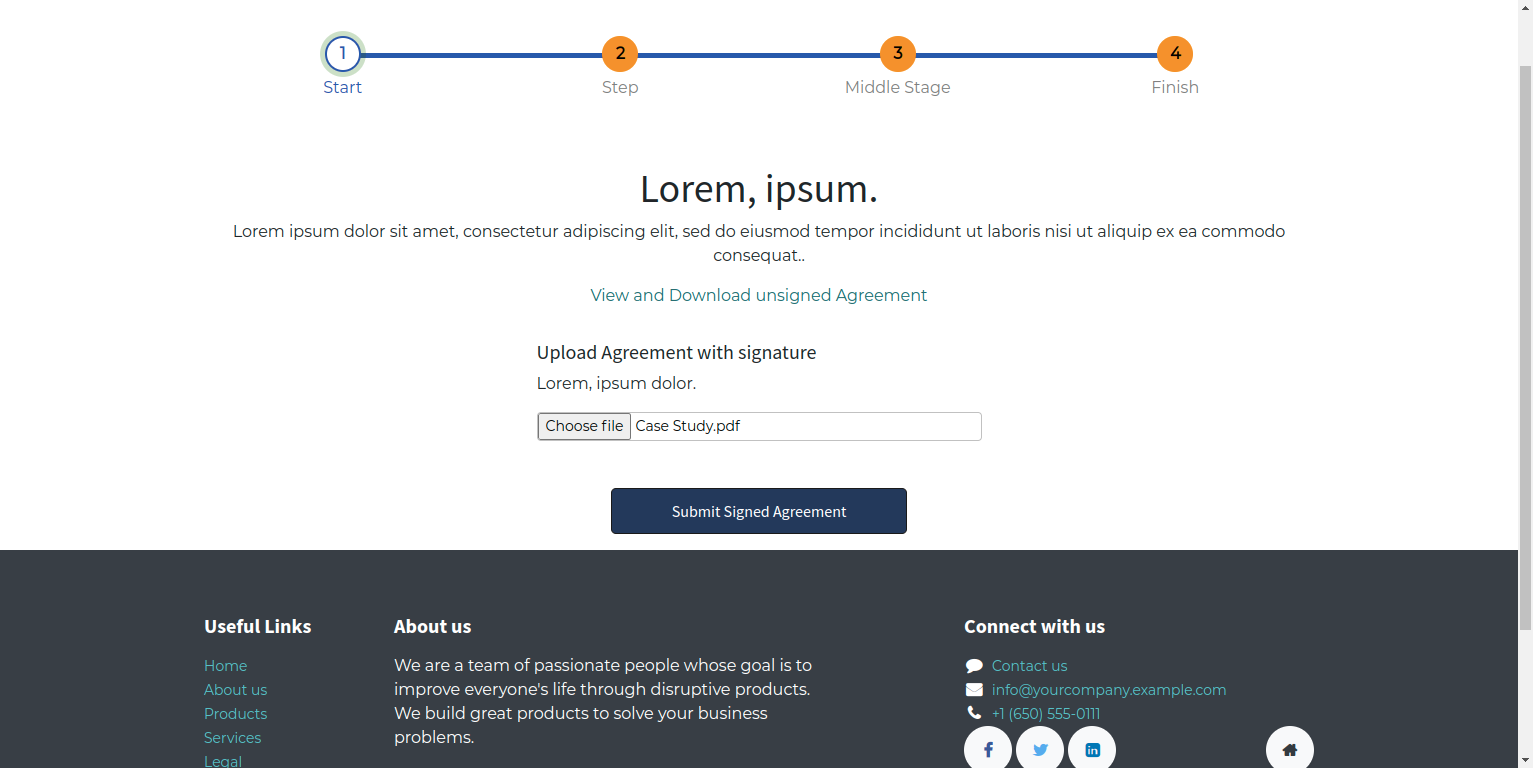 1
2
3
4
Start
Step
Middle Stage
Finish
Lorem, ipsum.
Lorem ipsum dolor sit amet, consectetur adipiscing elit, sed do eiusmod tempor incididunt ut laboris nisi ut aliquip ex ea commodo
consequat..
View and Download unsigned Agreement
Upload Agreement with signature
Lorem, ipsum dolor.
Choose file Case Study.pdf
Submit Signed Agreement
Useful Links
Home
About us
Products
Services
Legal
About us
We are a team of passionate people whose goal is to
improve everyone's life through disruptive products.
We build great products to solve your business
problems.
Connect with us
Contact us
info@yourcompany.example.com
+1 (650) 555-0111